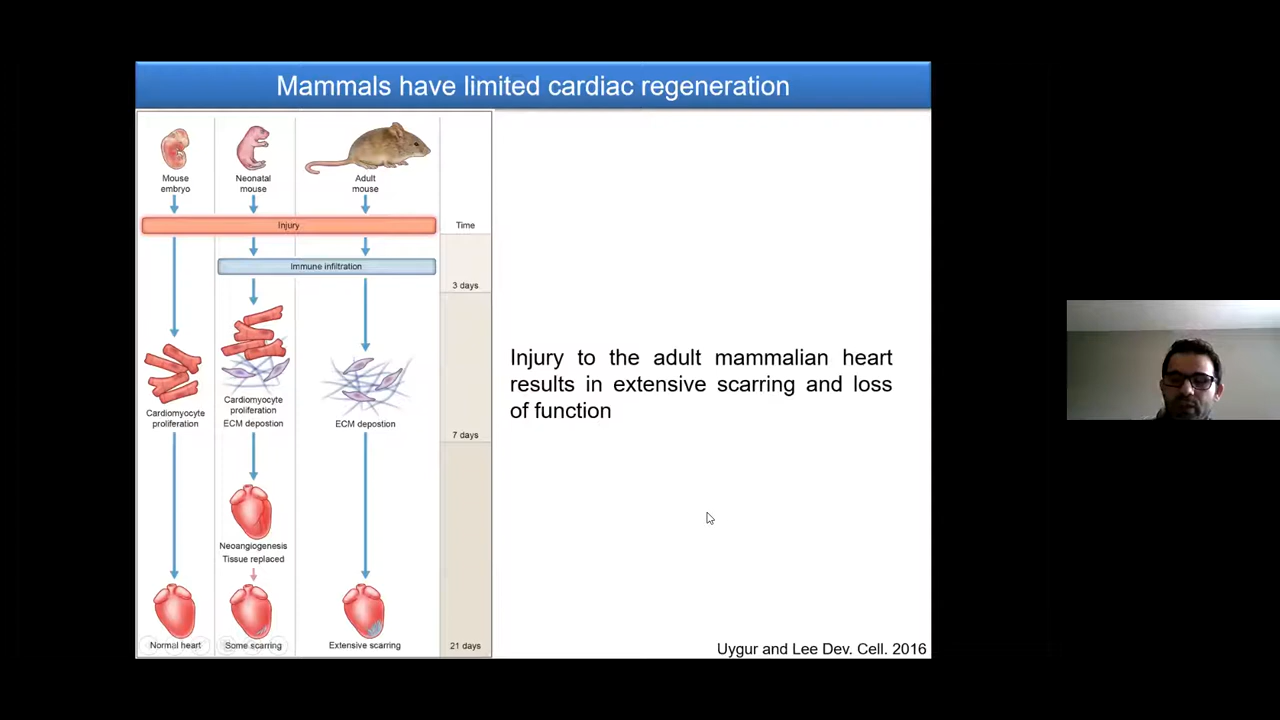 Mammals have limited cardiac regeneration
Mouse
embryo
Neonatal
mouse
Adult
mouse
Injury
Time
Immune infiltration
3 days
Cardiomyocyte
proliferation
Cardiomyocyte
proliferation
ECM depostion
ECM depostion
7 days
Neoangiogenesis
Tissue replaced
Normal heart
Some scarring
Extensive scarring
21 days
Injury to the adult mammalian heart
results in extensive scarring and loss
of function
Uygur and Lee Dev. Cell. 2016